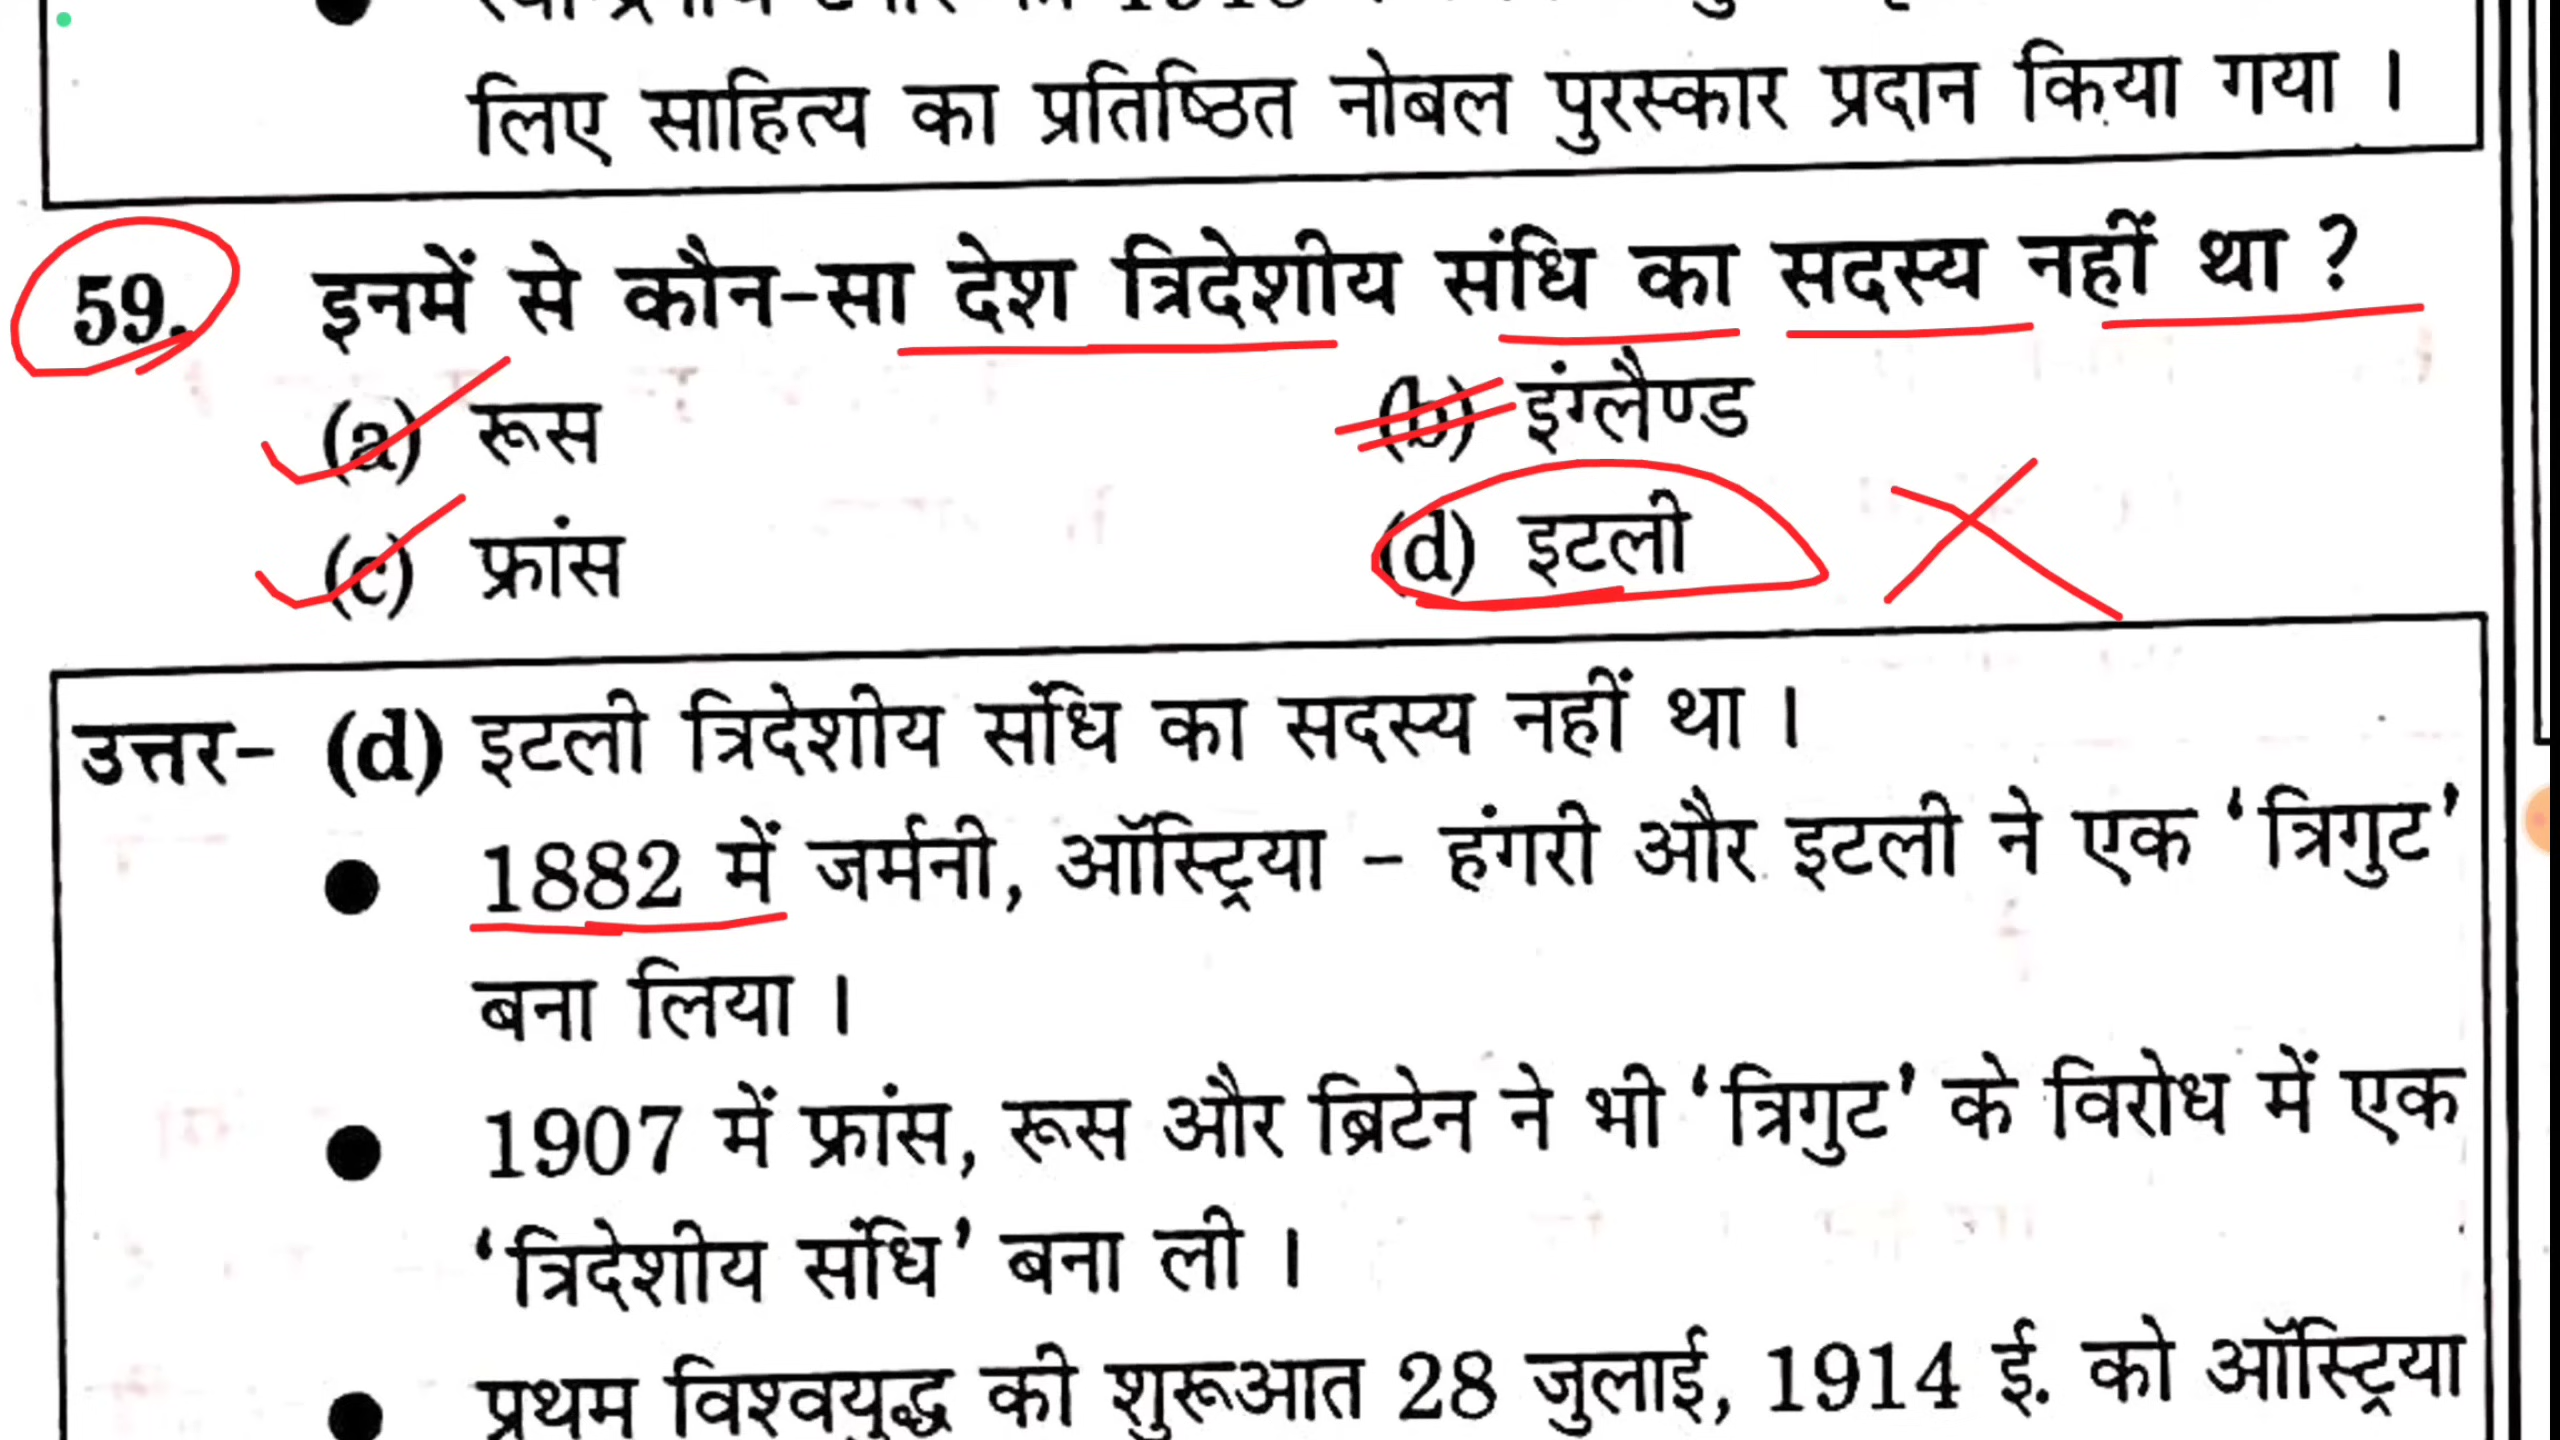 लिए साहित्य का प्रतिष्ठित नोबल पुरस्कार प्रदान किया गया ।
59. इनमें से कौन-सा देश त्रिदेशीय संधि का सदस्य नहीं था ?
(a) रूस (b) इंग्लैण्ड
(c) फ्रांस (d) इटली
उत्तर- (d) इटली त्रिदेशीय संधि का सदस्य नहीं था ।
● 1882 में जर्मनी, ऑस्ट्रिया - हंगरी और इटली ने एक ‘त्रिगुट’
बना लिया ।
● 1907 में फ्रांस, रूस और ब्रिटेन ने भी ‘त्रिगुट’ के विरोध में एक
‘त्रिदेशीय संधि’ बना ली ।
● प्रथम विश्वयुद्ध की शुरूआत 28 जुलाई, 1914 ई. को ऑस्ट्रिया